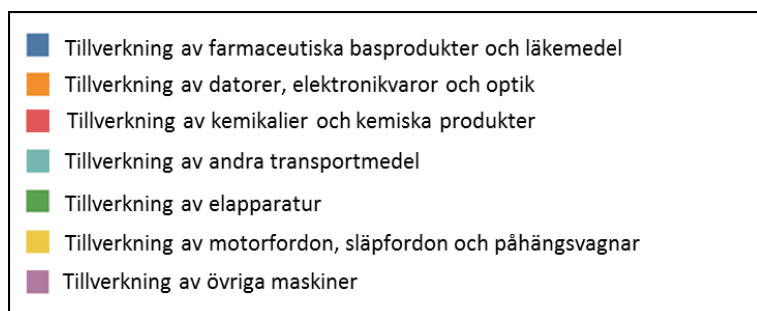 Tillverkning av farmaceutiska basprodukter och läkemedel
Tillverkning av datorer, elektronikvaror och optik
Tillverkning av kemikalier och kemiska produkter
Tillverkning av andra transportmedel
Tillverkning av elapparatur
Tillverkning av motorfordon, släpfordon och påhängsvagnar
Tillverkning av övriga maskiner